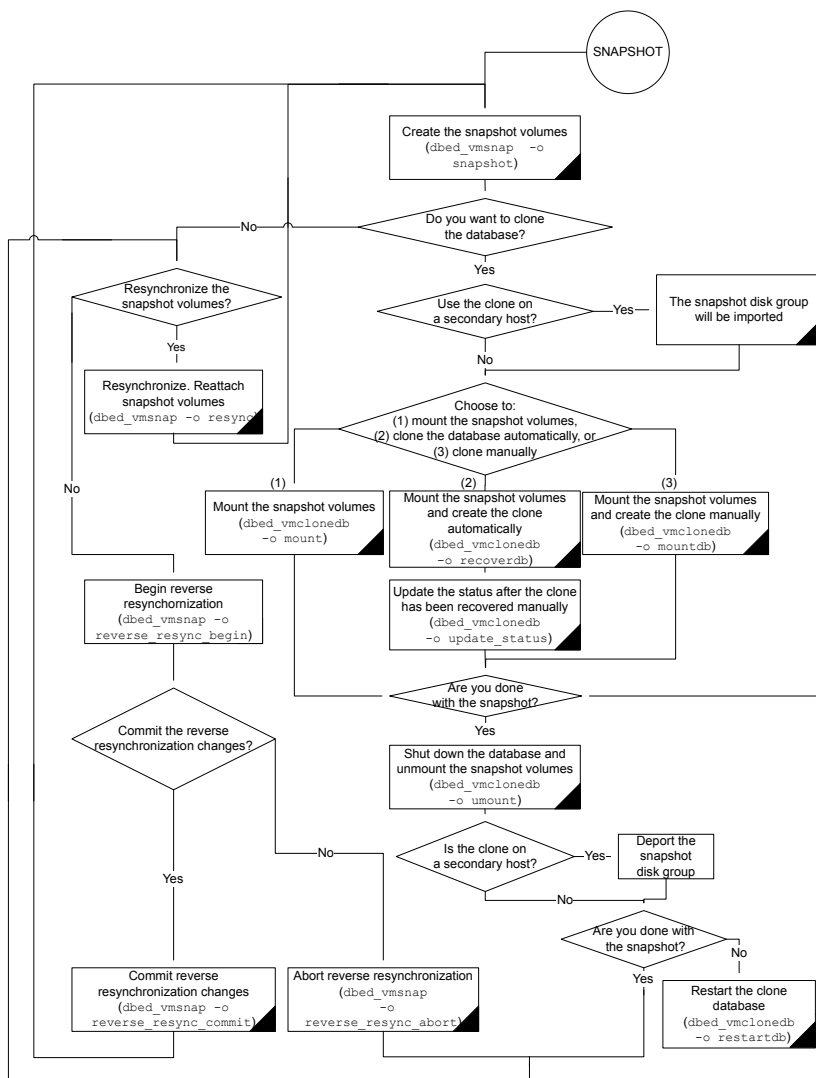 SNAPSHOT
Create the snapshot volumes
(dbed_vmsnap -o
snapshot)
No
Do you want to clone
the database?
Yes
Resynchronize the
snapshot volumes?
Use the clone on
a secondary host?
Yes
The snapshot disk group
will be imported
Yes
No
Resynchronize. Reattach
snapshot volumes
(dbed_vmsnap -o resync)
Choose to:
(1) mount the snapshot volumes,
(2) clone the database automatically, or
(3) clone manually
No
(1)
(2)
(3)
Mount the snapshot volumes
(dbed_vmclonedb
-o mount)
Mount the snapshot volumes
and create the clone
automatically
(dbed_vmclonedb
-o recoverdb)
Mount the snapshot volumes
and create the clone manually
(dbed_vmclonedb
-o mountdb)
Begin reverse
resynchornization
(dbed_vmsnap -o
reverse_resync_begin)
Update the status after the clone
has been recovered manually
(dbed_vmclonedb
-o update_status)
Are you done
with the snapshot?
Yes
Commit the reverse
resynchronization changes?
Shut down the database and
unmount the snapshot volumes
(dbed_vmclonedb
-o umount)
Is the clone on
a secondary host?
Yes
Deport the
snapshot
disk group
Yes
No
No
Are you done with
the snapshot?
No
Yes
Commit reverse
resynchronization changes
(dbed_vmsnap -o
reverse_resync_commit)
Abort reverse resynchronization
(dbed_vmsnap
-o
reverse_resync_abort)
Restart the clone
database
(dbed_vmclonedb
-o restartdb)